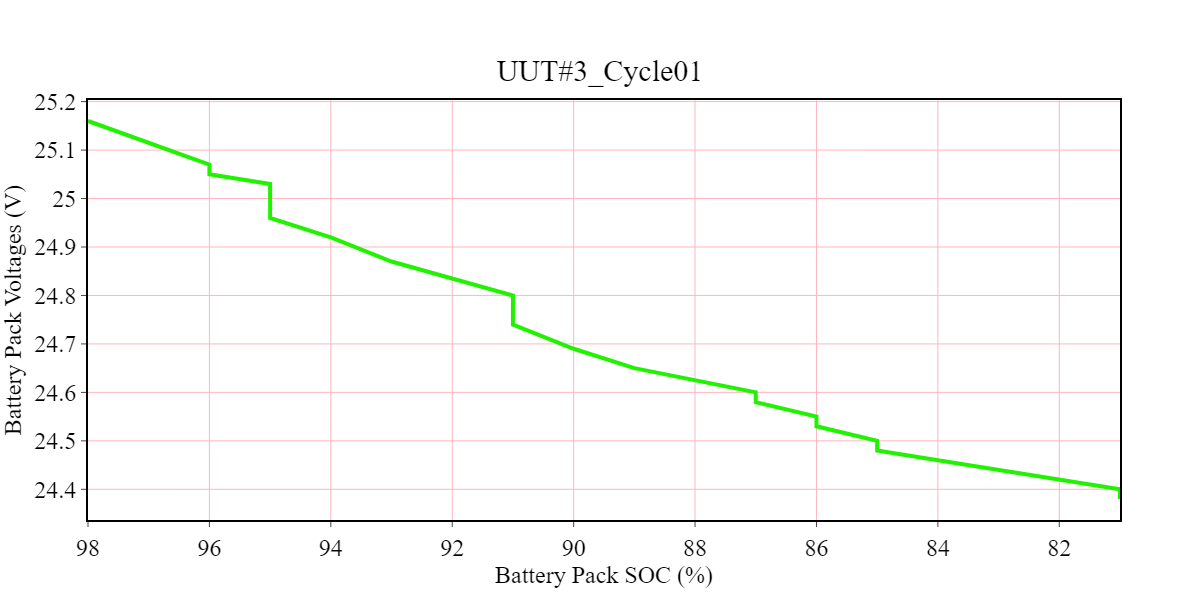 UUT#3_Cycle01
Battery Pack Voltages (V)
25.2
25.1
25
24.9
24.8
24.7
24.6
24.5
24.4
98 96 94 92 90 88 86 84 82
Battery Pack SOC (%)